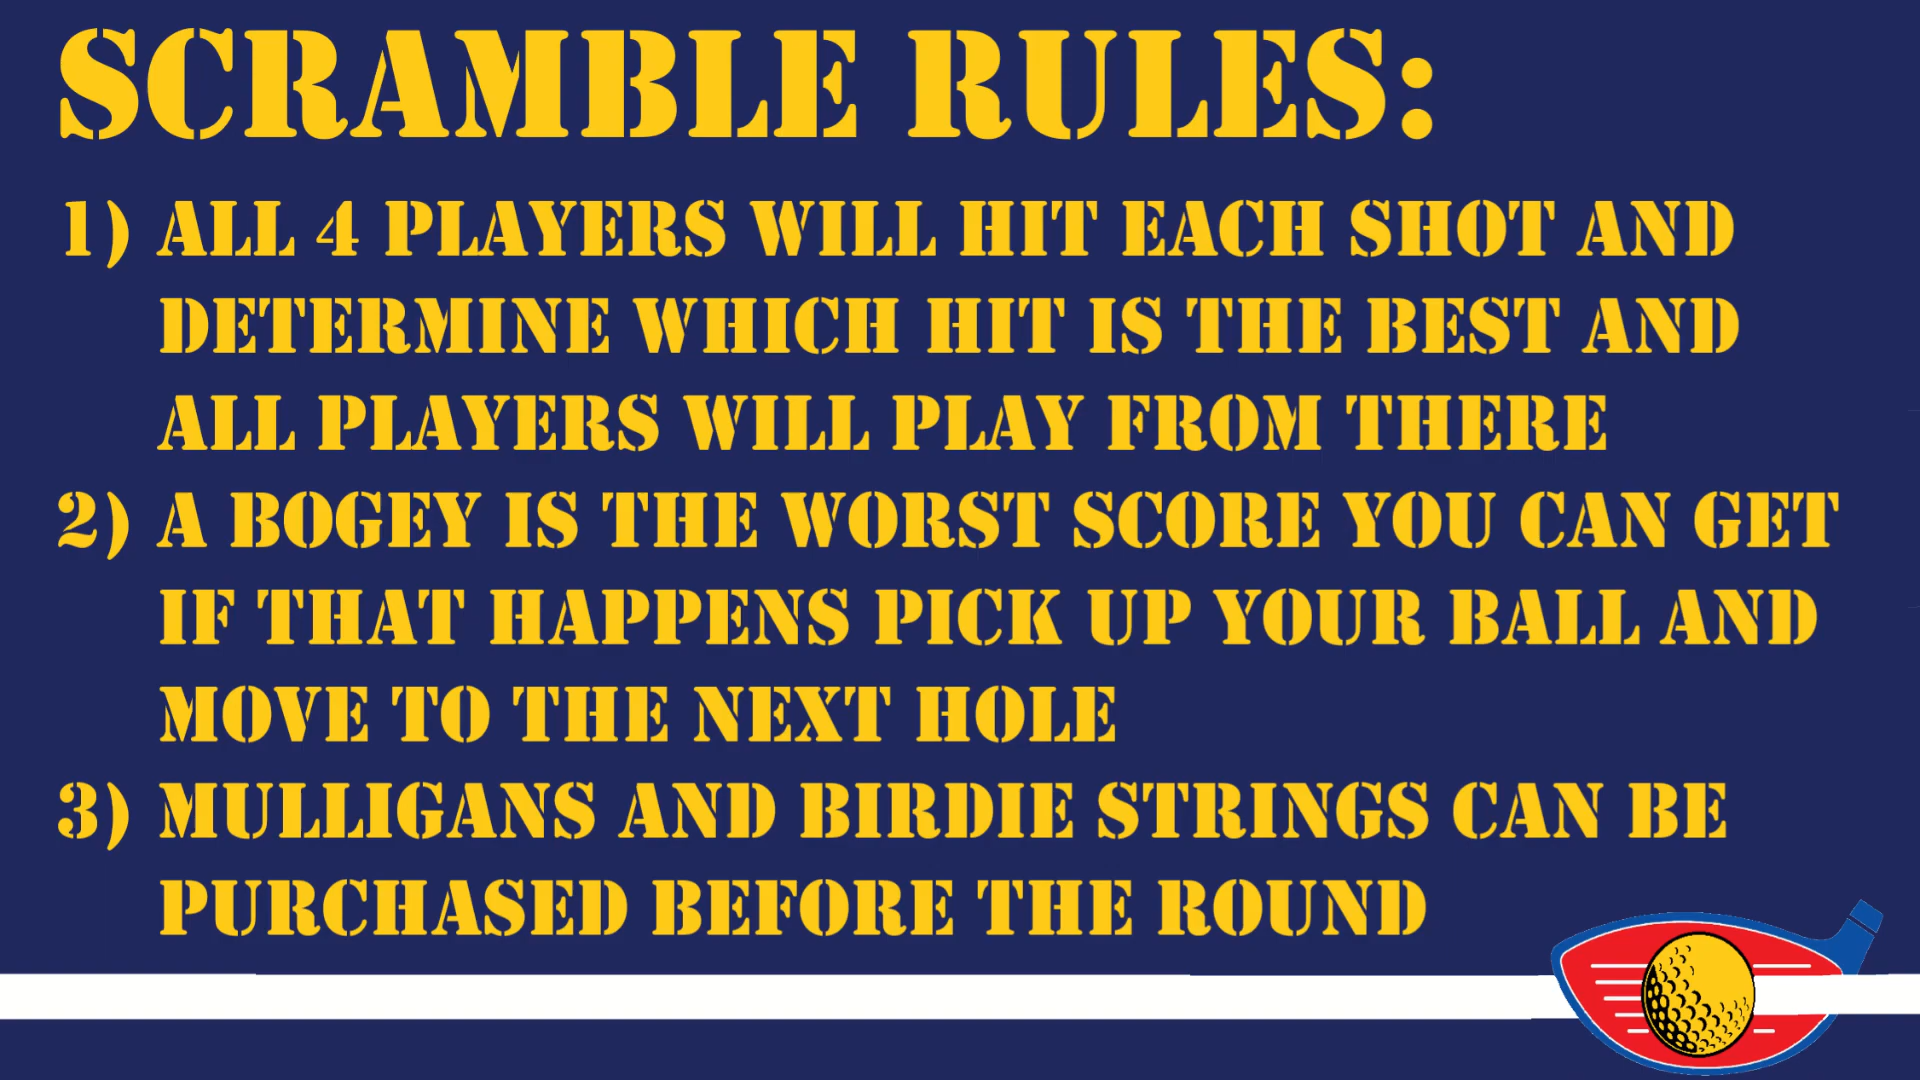 SCRAMBLE RULES:
1) ALL 4 PLAYERS WILL HIT EACH SHOT AND
DETERMINE WHICH HIT IS THE BEST AND
ALL PLAYERS WILL PLAY FROM THERE
2) A BOGEY IS THE WORST SCORE YOU CAN GET
IF THAT HAPPENS PICK UP YOUR BALL AND
MOVE TO THE NEXT HOLE
3) MULLIGANS AND BIRDIE STRINGS CAN BE
PURCHASED BEFORE THE ROUND